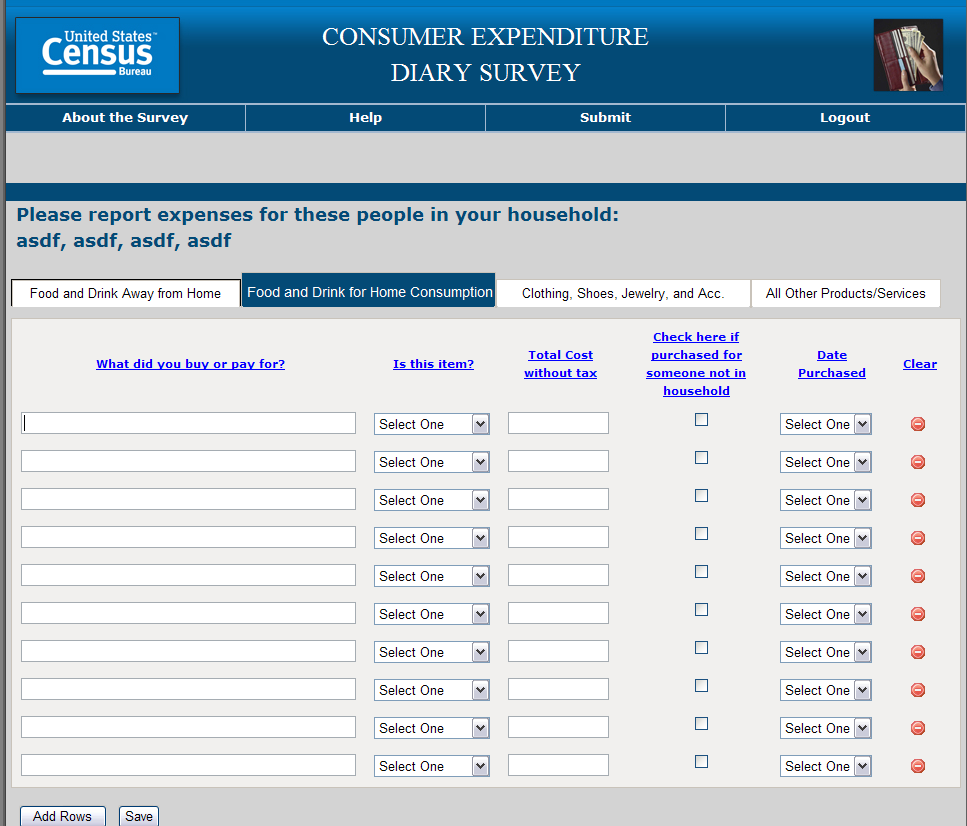 United States™
Census
Bureau
CONSUMER EXPENDITURE
DIARY SURVEY
About the Survey Help Submit Logout
Please report expenses for these people in your household:
asdf, asdf, asdf, asdf
Food and Drink Away from Home Food and Drink for Home Consumption Clothing, Shoes, Jewelry, and Acc. All Other Products/Services
What did you buy or pay for? Is this item? Total Cost without tax Check here if purchased for someone not in household Date Purchased Clear
Select One Select One
Select One Select One
Select One Select One
Select One Select One
Select One Select One
Select One Select One
Select One Select One
Select One Select One
Select One Select One
Select One Select One
Add Rows Save